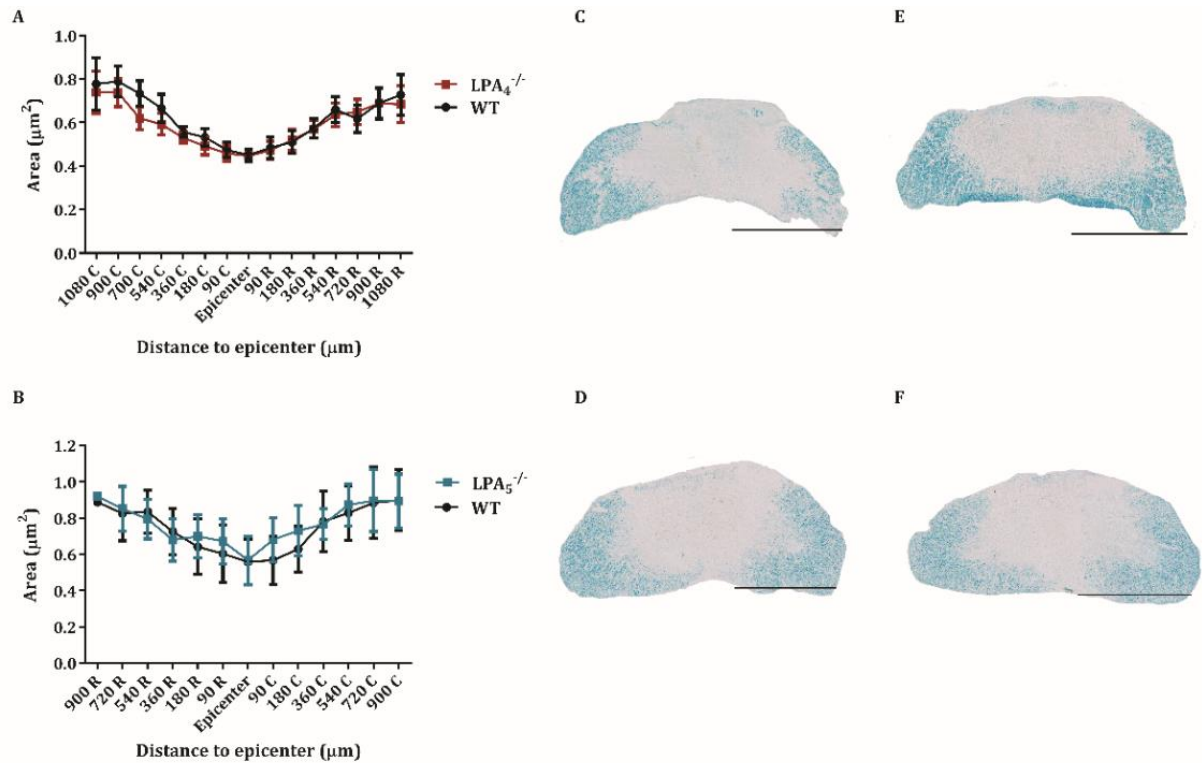 A
Area (μm²)
1.0
0.8
0.6
0.4
0.2
0.0
1080 C
900 C
700 C
540 C
360 C
180 C
90 C
Epicenter
90 R
180 R
360 R
540 R
720 R
900 R
1080 R
Distance to epicenter (μm)
LPA₄⁻/⁻
WT
C
E
B
Area (μm²)
1.2
1.0
0.8
0.6
0.4
0.2
0.0
900 R
720 R
540 R
360 R
180 R
90 R
Epicenter
90 C
180 C
360 C
540 C
720 C
900 C
Distance to epicenter (μm)
LPA₅⁻/⁻
WT
D
F